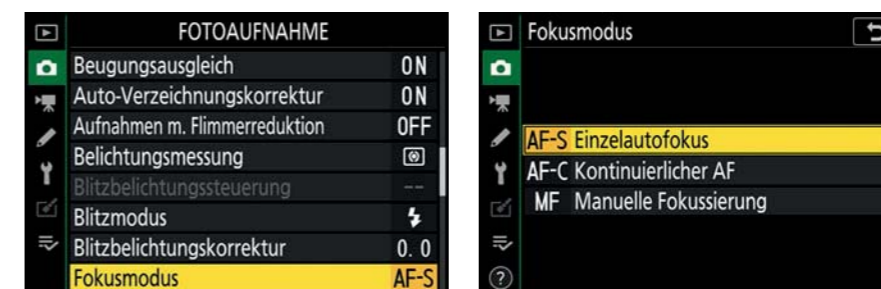 FOTOAUFNAHME
Beugungsausgleich ON
Auto-Verzeichnungskorrektur ON
Aufnahmen m. Flimmerreduktion OFF
Belichtungsmessung
Blitzbelichtungssteuerung --
Blitzmodus
Blitzbelichtungskorrektur 0.0
Fokusmodus AF-S
Fokusmodus
AF-S Einzelautofokus
AF-C Kontinuierlicher AF
MF Manuelle Fokussierung
?